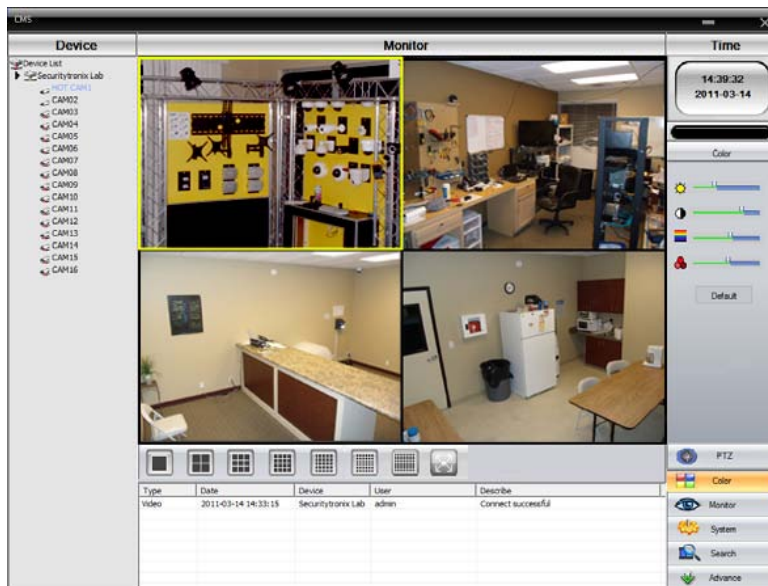 CMS
Device
Monitor
Time
Device List
Securitytronix Lab
HOT CAM1
CAM02
CAM03
CAM04
CAM05
CAM06
CAM07
CAM08
CAM09
CAM10
CAM11
CAM12
CAM13
CAM14
CAM15
CAM16
14:39:32
2011-03-14
Color
Default
PTZ
Color
Monitor
System
Search
Advance
Type Date Device User Describe
Video 2011-03-14 14:33:15 Securitytronix Lab admin Connect successful